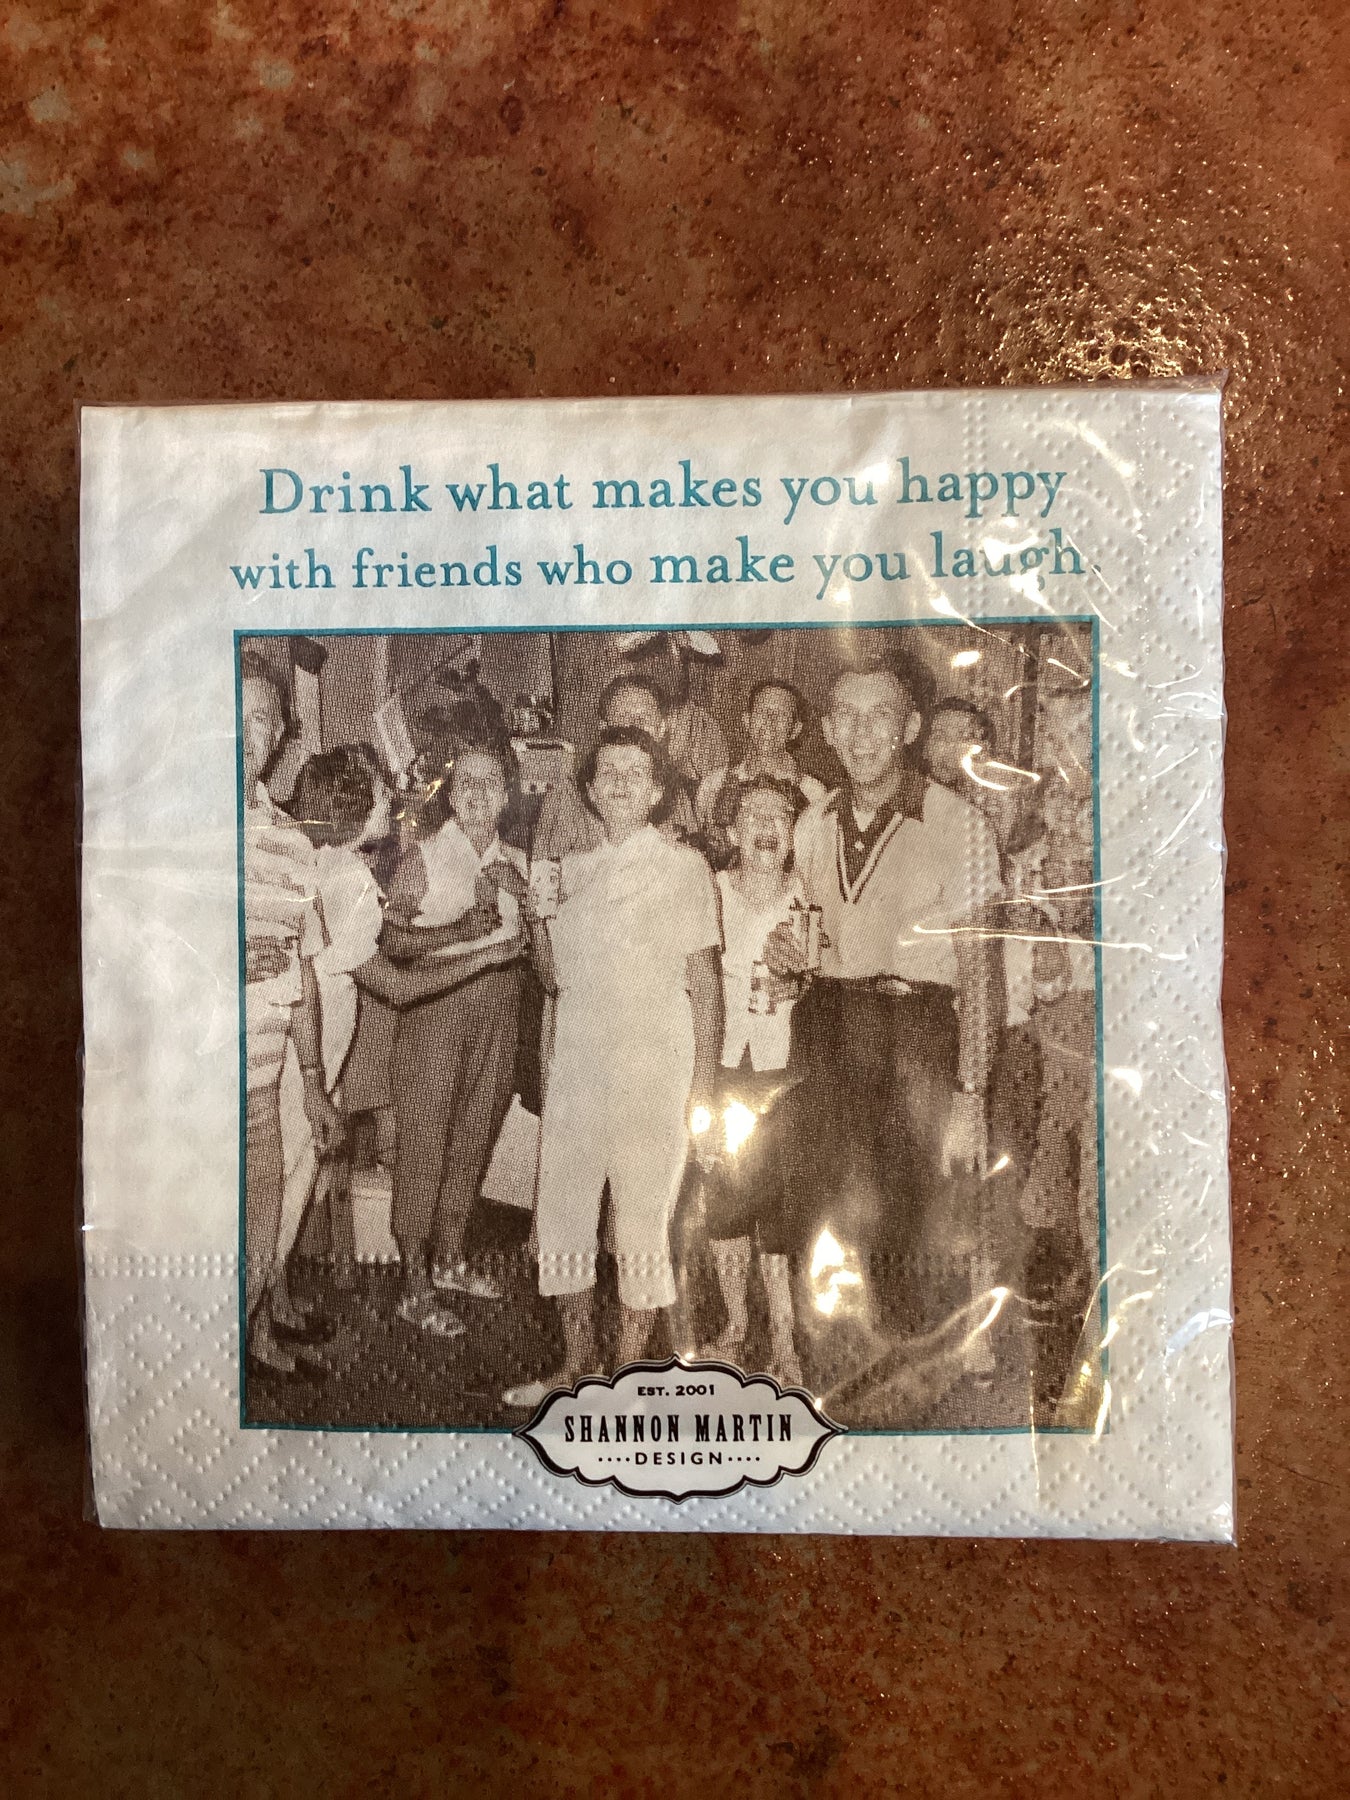 Drink what makes you happy
with friends who make you laugh.
EST. 2001
SHANNON MARTIN
····DESIGN····